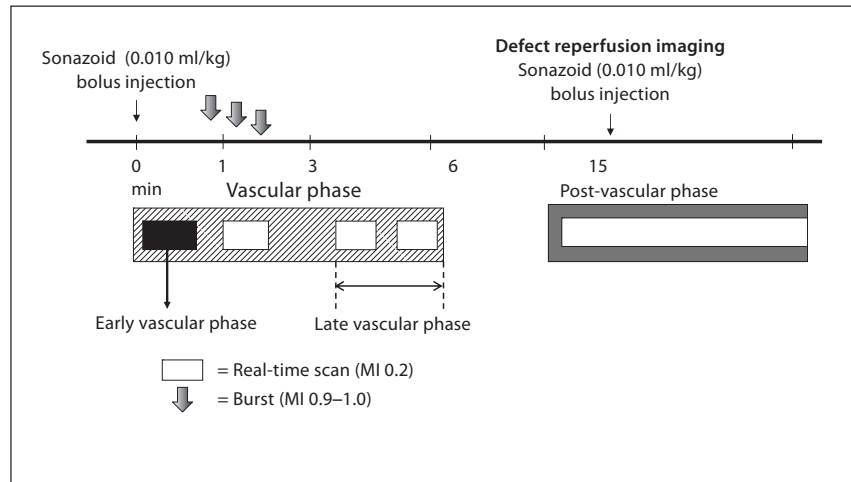 Sonazoid (0.010 ml/kg)
bolus injection
Defect reperfusion imaging
Sonazoid (0.010 ml/kg)
bolus injection
0 1 3 6 15
min
Vascular phase
Post-vascular phase
Early vascular phase
Late vascular phase
= Real-time scan (MI 0.2)
= Burst (MI 0.9–1.0)